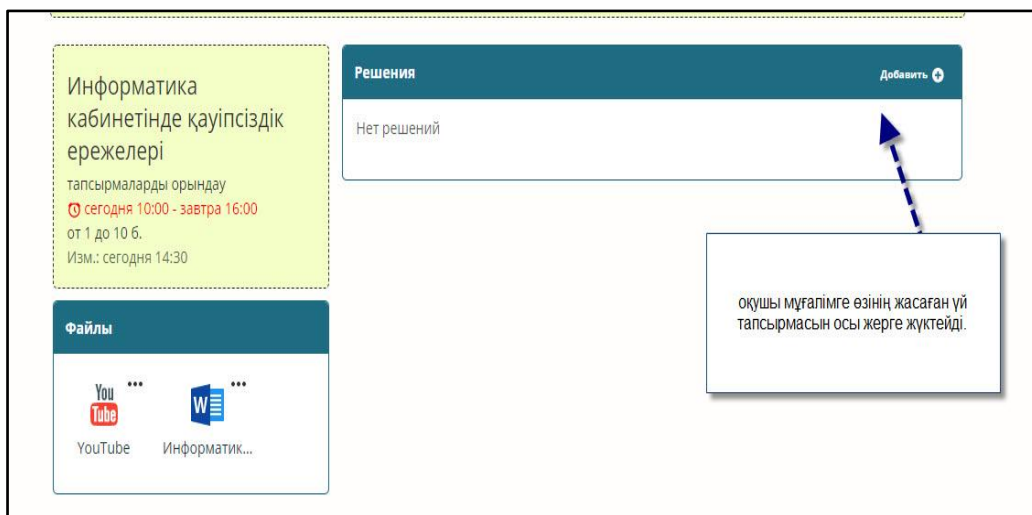 Информатика
кабинетінде қауіпсіздік
ережелері
тапсырмаларды орындау
сегодня 10:00 - завтра 16:00
от 1 до 10 б.
Изм.: сегодня 14:30
Решения
Добавить
Нет решений
оқушы мұғалімге өзінің жасаған үй
тапсырмасын осы жерге жүктейді.
Файлы
You
Tube
W
YouTube
Информатик...